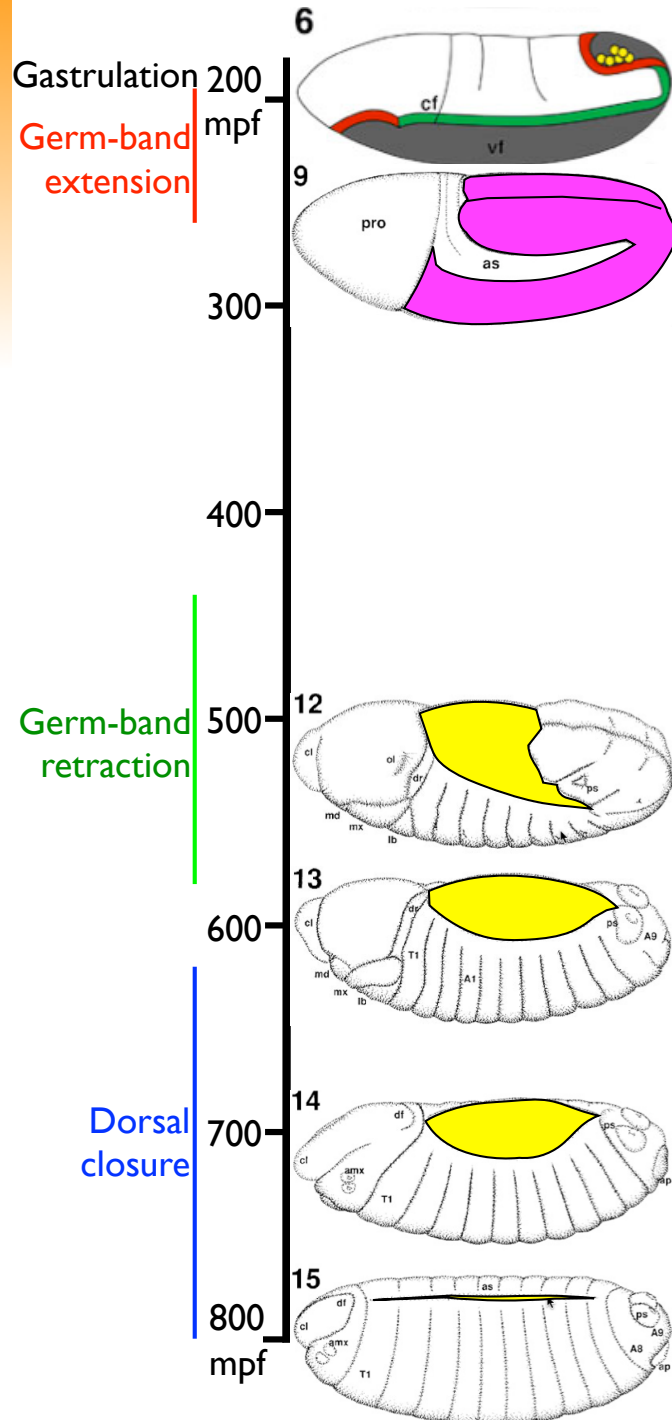 6
Gastrulation 200
mpf
cf
vf
Germ-band
extension
9
pro
as
300
400
Germ-band
retraction
500
12
cl
ol
dr
ps
md
mx
lb
13
600
cl
dr
ps
A9
T1
A1
md
mx
lb
Dorsal
closure
14
700
df
ps
cl
amx
T1
ap
15
as
800
mpf
df
cl
ps
A9
amx
A8
T1
ap